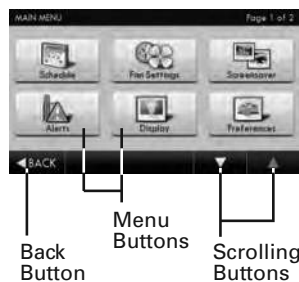 MAIN MENU Page 1 of 2
Schedule Fan Settings Screensaver
Alerts Display Preferences
BACK
Menu
Buttons
Back
Button
Scrolling
Buttons